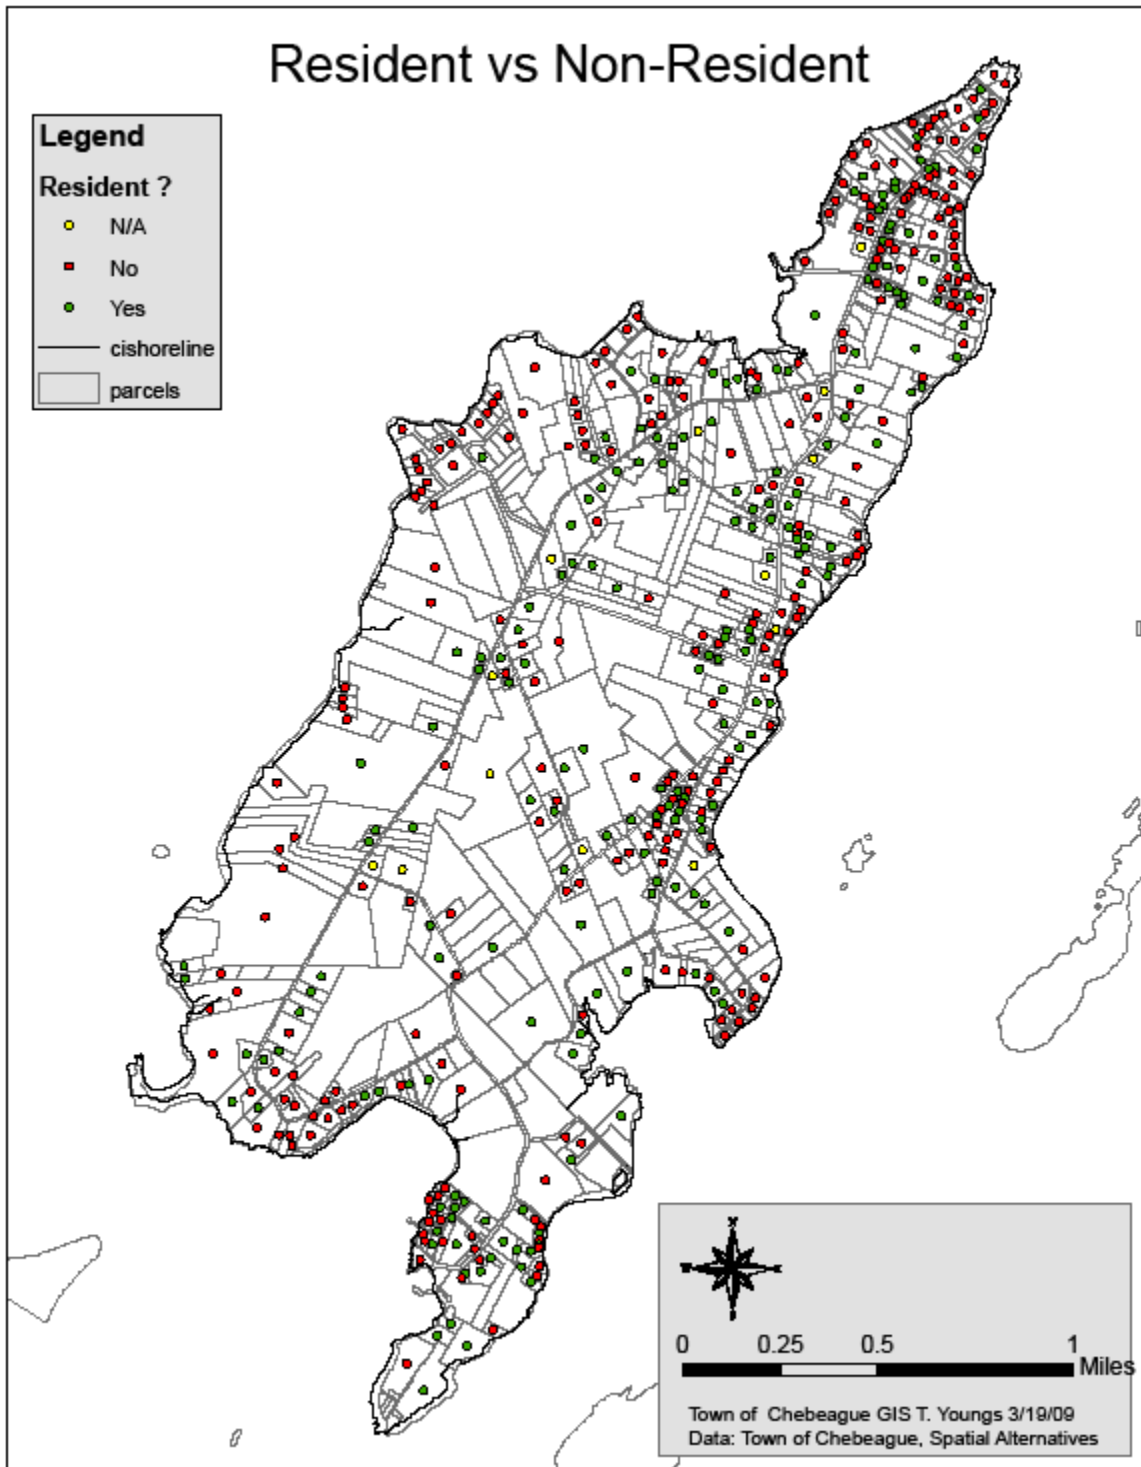 Resident vs Non-Resident
Legend
Resident ?
N/A
No
Yes
cishoreline
parcels
0 0.25 0.5 1
Miles
Town of Chebeague GIS T. Youngs 3/19/09
Data: Town of Chebeague, Spatial Alternatives